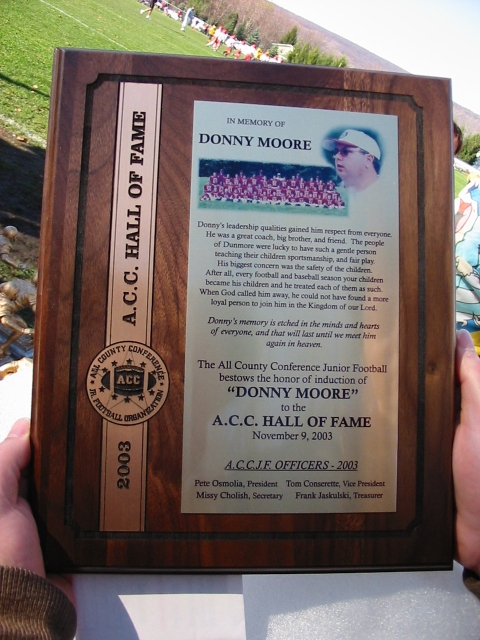 IN MEMORY OF
DONNY MOORE
Donny's leadership qualities gained him respect from everyone.
He was a great coach, big brother, and friend. The people
of Dunmore were lucky to have such a gentle person
teaching their children sportsmanship, and fair play.
His biggest concern was the safety of the children.
After all, every football and baseball season your children
became his children and he treated each of them as such.
When God called him away, he could not have found a more
loyal person to join him in the Kingdom of our Lord.
Donny's memory is etched in the minds and hearts
of everyone, and that will last until we meet him
again in heaven.
The All County Conference Junior Football
bestows the honor of induction of
"DONNY MOORE"
to the
A.C.C. HALL OF FAME
November 9, 2003
A.C.C.J.F. OFFICERS - 2003
Pete Osmolia, President Tom Conserette, Vice President
Missy Cholish, Secretary Frank Jaskulski, Treasurer
A.C.C. HALL OF FAME
ALL COUNTY CONFERENCE
ACC
JR. FOOTBALL ORGANIZATION
2003